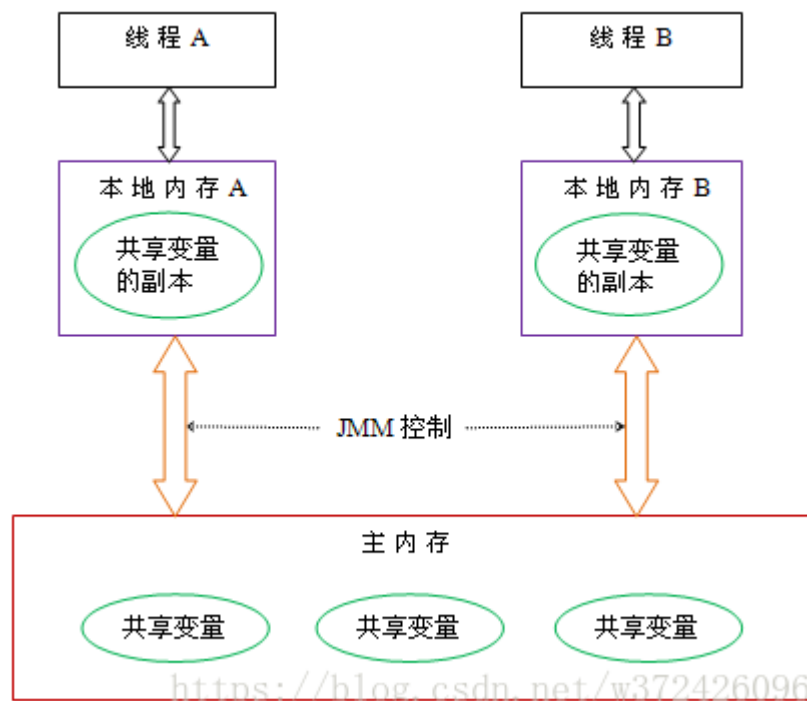 线程 A
线程 B
本地内存 A
本地内存 B
共享变量
的副本
共享变量
的副本
JMM 控制
主内存
共享变量
共享变量
共享变量
https://blog.csdn.net/w372426096